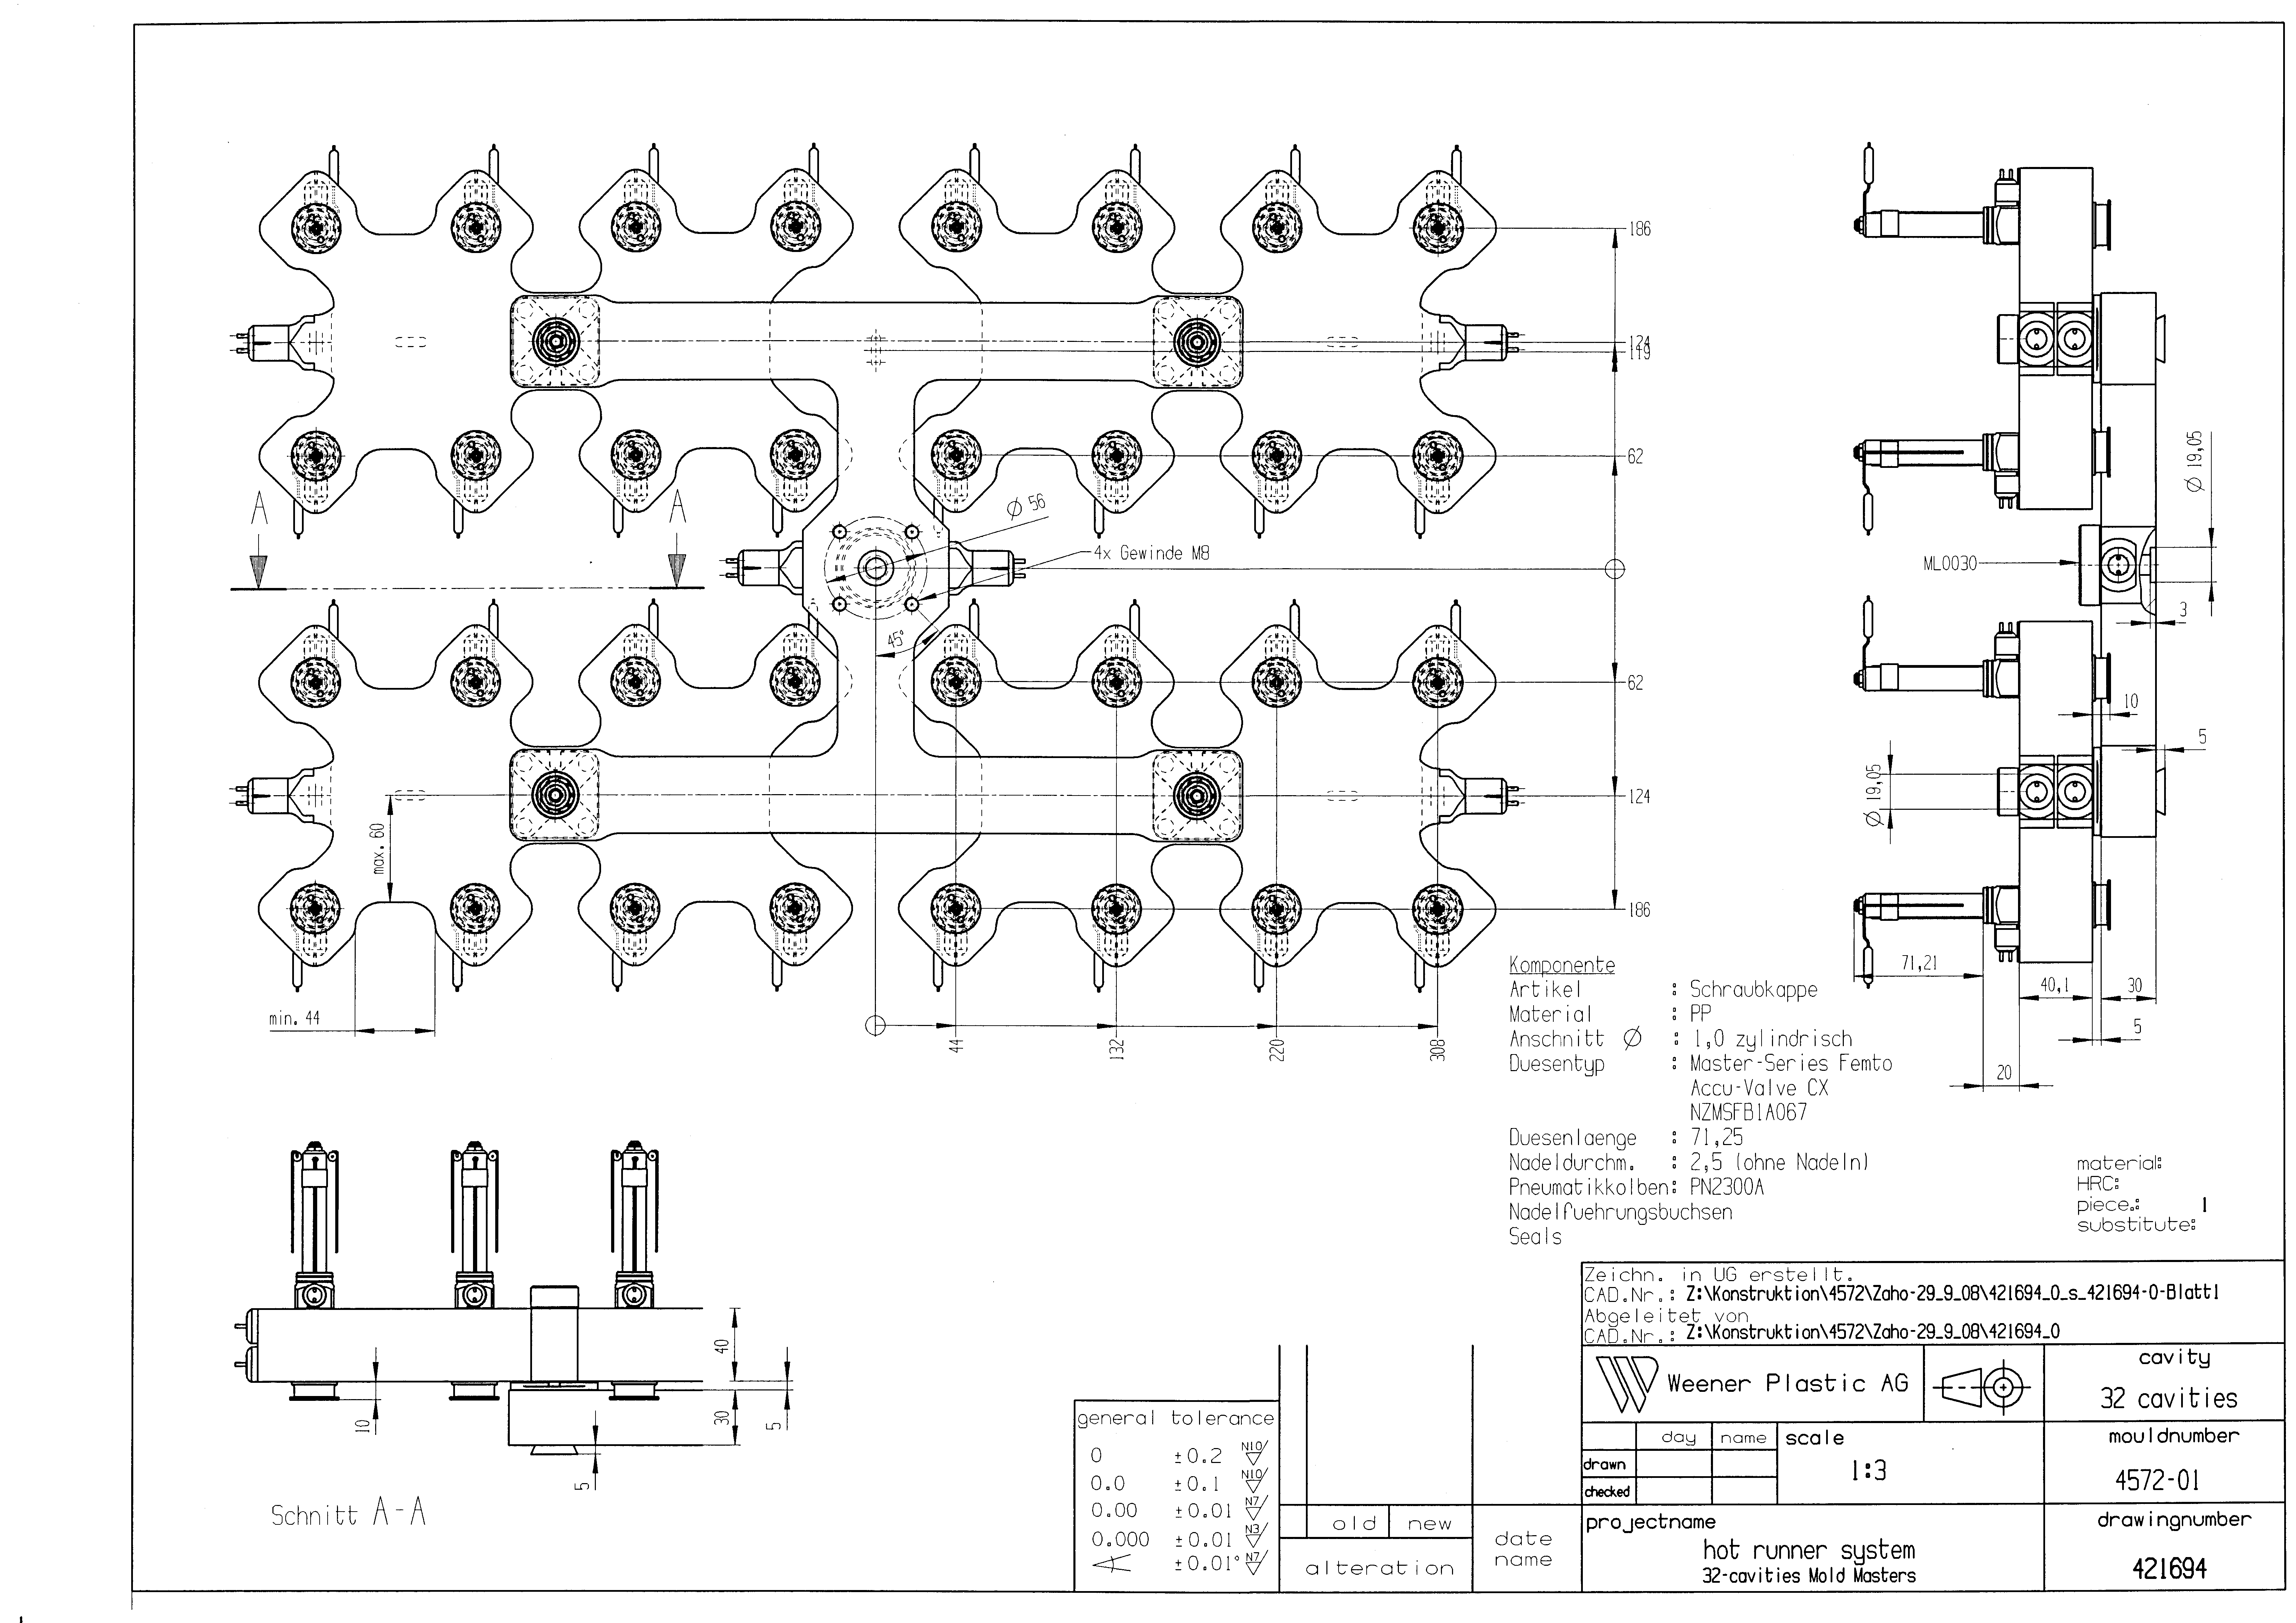 186
124
119
62
A
A
Ø 56
4x Gewinde M8
45°
62
124
186
max. 60
min. 44
44
132
220
308
Ø 19,05
ML0030
3
10
5
Ø 19,05
71,21
40,1
30
5
20
Komponente
Artikel : Schraubkappe
Material : PP
Anschnitt Ø : 1,0 zylindrisch
Duesentyp : Master-Series Femto
Accu-Valve CX
NZMSFB1A067
Duesenlaenge : 71,25
Nadeldurchm. : 2,5 (ohne Nadeln)
Pneumatikkolben: PN2300A
Nadelfuehrungsbuchsen
Seals
material:
HRC:
piece.: 1
substitute:
40
10
30
5
5
Schnitt A-A
general tolerance
0 ±0.2 N10
0.0 ±0.1 N10
0.00 ±0.01 N7
0.000 ±0.01 N3
±0.01° N7
old new
alteration
date
name
Zeichn. in UG erstellt.
CAD.Nr.: Z:\Konstruktion\4572\Zaho-29_9_08\421694_0_s_421694-0-Blatt1
Abgeleitet von
CAD.Nr.: Z:\Konstruktion\4572\Zaho-29_9_08\421694_0
Weener Plastic AG
cavity
32 cavities
day name
drawn
checked
scale
1:3
mouldnumber
4572-01
projectname
hot runner system
32-cavities Mold Masters
drawingnumber
421694